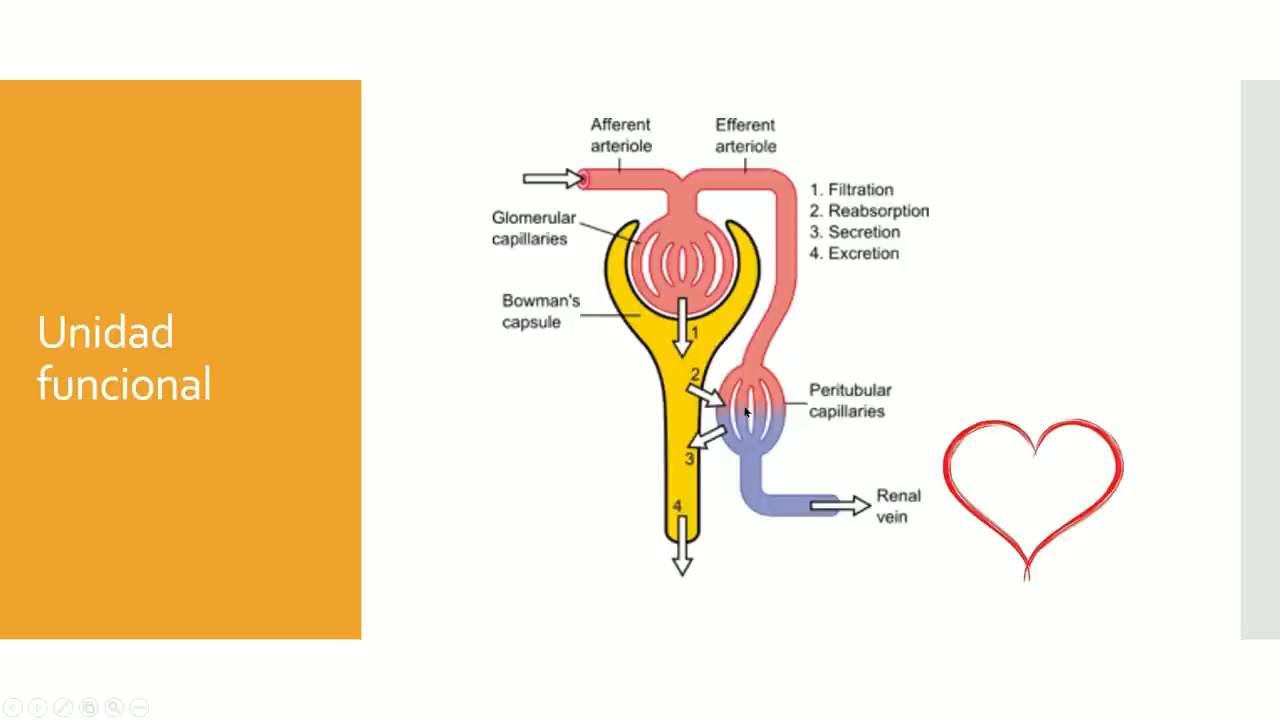 Unidad
funcional
Afferent
arteriole
Efferent
arteriole
1. Filtration
2. Reabsorption
3. Secretion
4. Excretion
Glomerular
capillaries
Bowman's
capsule
1
2
3
4
Peritubular
capillaries
Renal
vein